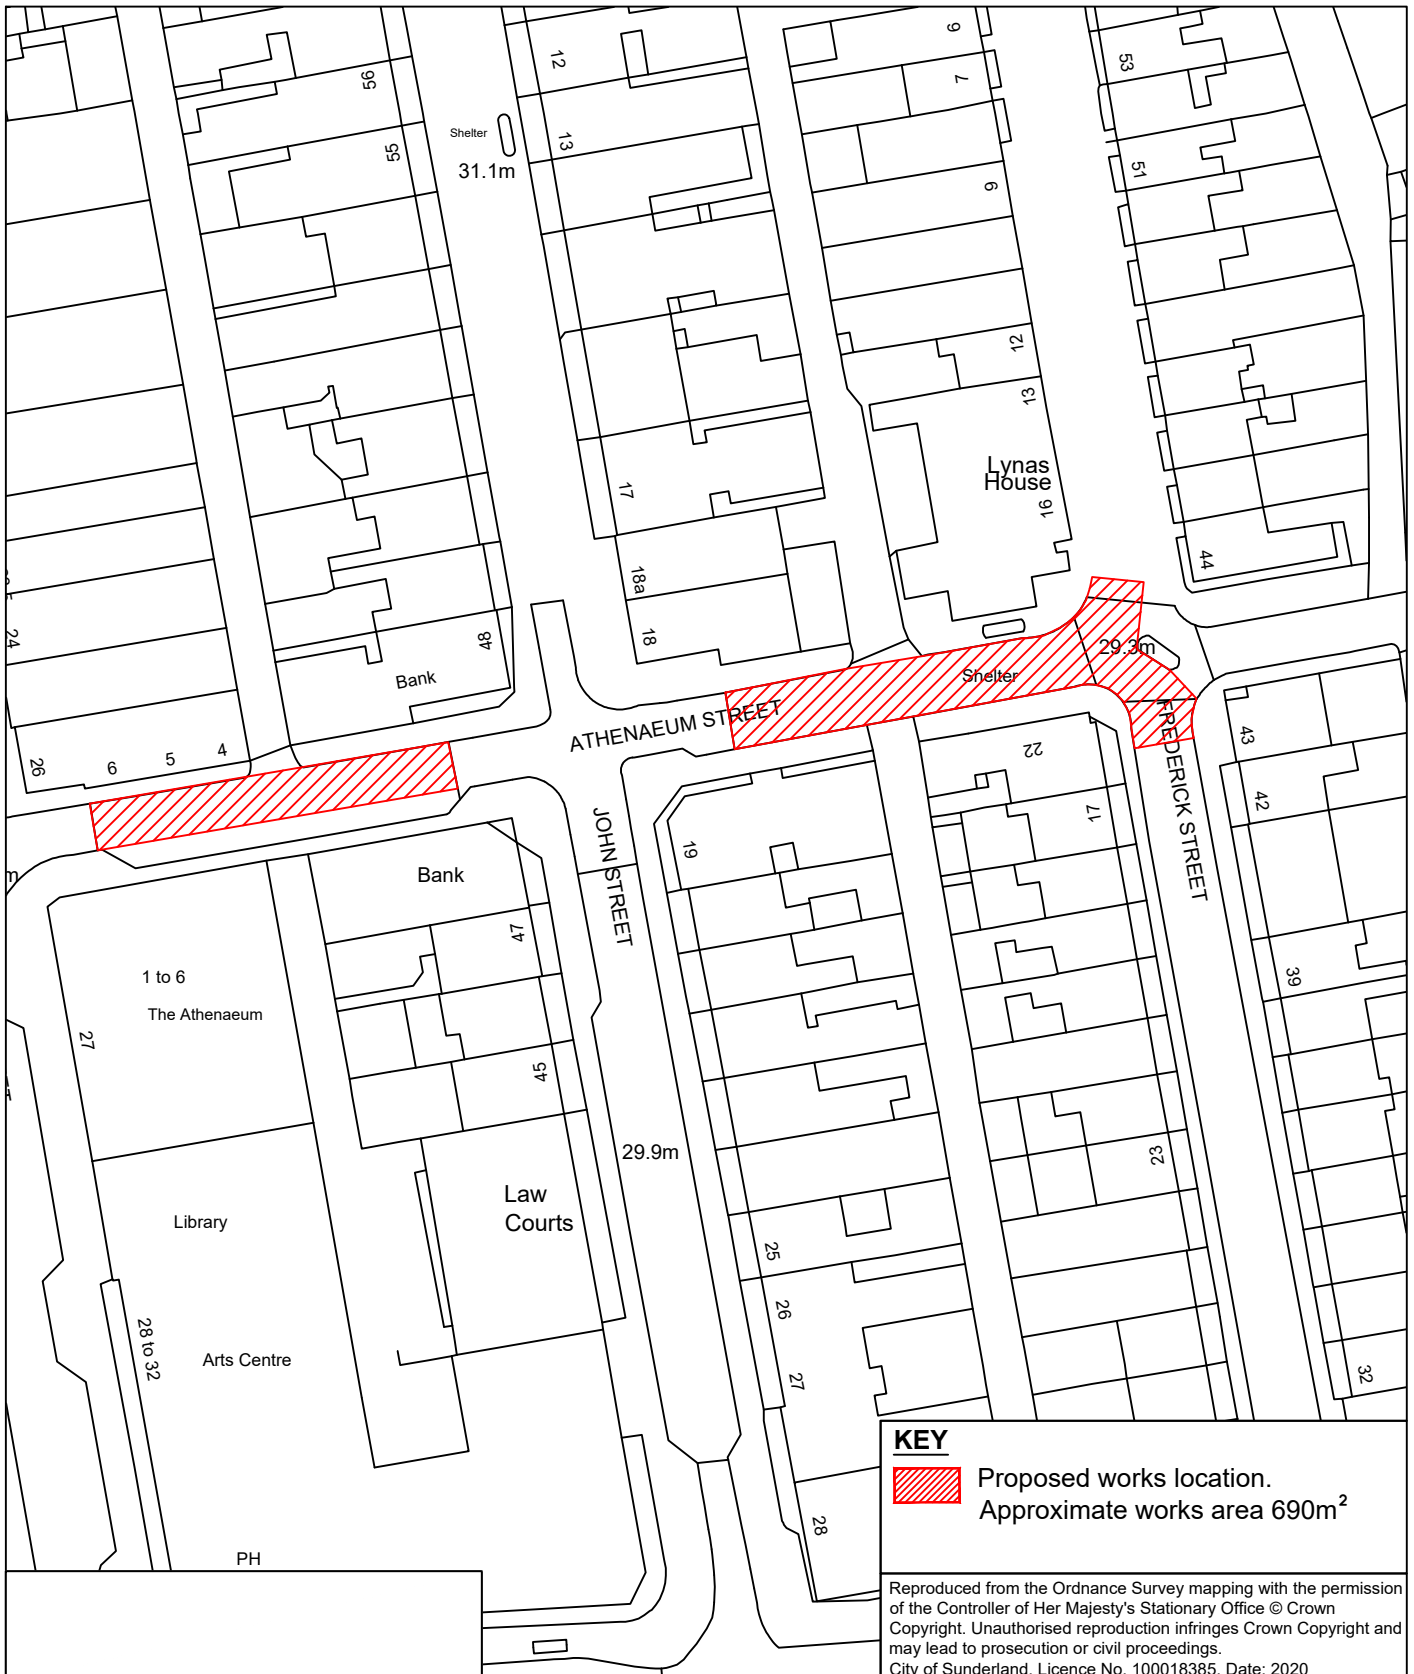 12
6
53
56
7
Shelter
13
55
31.1m
51
9
12
13
Lynas
House
17
16
44
18a
24
48
18
29.3m
Bank
Shelter
ATHENAEUM STREET
FREDERICK STREET
26
6
5
4
22
43
42
17
JOHN STREET
19
Bank
47
1 to 6
The Athenaeum
39
27
45
29.9m
23
Law
Courts
Library
25
26
28 to 32
Arts Centre
27
32
28
PH
KEY
Proposed works location.
Approximate works area 690m²
Reproduced from the Ordnance Survey mapping with the permission
of the Controller of Her Majesty's Stationary Office © Crown
Copyright. Unauthorised reproduction infringes Crown Copyright and
may lead to prosecution or civil proceedings.
City of Sunderland. Licence No. 100018385. Date: 2020